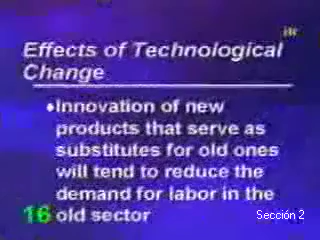 Effects of Technological
Change
•Innovation of new
products that serve as
substitutes for old ones
will tend to reduce the
demand for labor in the
16 old sector
Sección 2